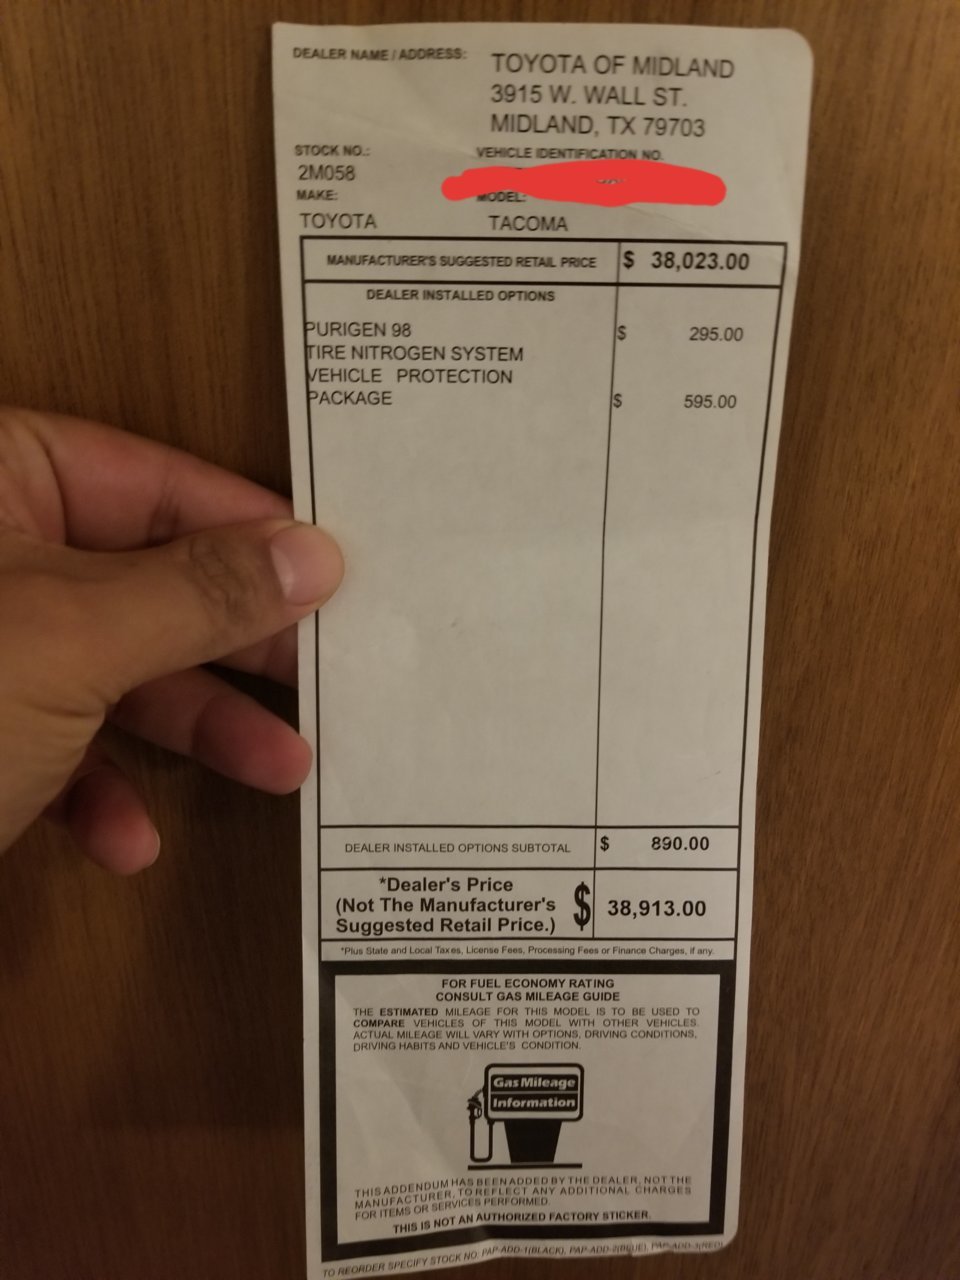 DEALER NAME / ADDRESS:
TOYOTA OF MIDLAND
3915 W. WALL ST.
MIDLAND, TX 79703
STOCK NO.:
VEHICLE IDENTIFICATION NO.
2M058
MAKE:
MODEL:
TOYOTA
TACOMA
MANUFACTURER'S SUGGESTED RETAIL PRICE $ 38,023.00
DEALER INSTALLED OPTIONS
PURIGEN 98 $ 295.00
TIRE NITROGEN SYSTEM
VEHICLE PROTECTION
PACKAGE $ 595.00
DEALER INSTALLED OPTIONS SUBTOTAL $ 890.00
*Dealer's Price
(Not The Manufacturer's
Suggested Retail Price.)
$ 38,913.00
*Plus State and Local Taxes, License Fees, Processing Fees or Finance Charges, if any.
FOR FUEL ECONOMY RATING
CONSULT GAS MILEAGE GUIDE
THE ESTIMATED MILEAGE FOR THIS MODEL IS TO BE USED TO
COMPARE VEHICLES OF THIS MODEL WITH OTHER VEHICLES.
ACTUAL MILEAGE WILL VARY WITH OPTIONS, DRIVING CONDITIONS,
DRIVING HABITS AND VEHICLE'S CONDITION.
Gas Mileage
Information
THIS ADDENDUM HAS BEEN ADDED BY THE DEALER, NOT THE
MANUFACTURER, TO REFLECT ANY ADDITIONAL CHARGES
FOR ITEMS OR SERVICES PERFORMED.
THIS IS NOT AN AUTHORIZED FACTORY STICKER.
TO REORDER SPECIFY STOCK NO. PAP-ADD-1(BLACK), PAP-ADD-2(BLUE), PAP-ADD-3(RED)